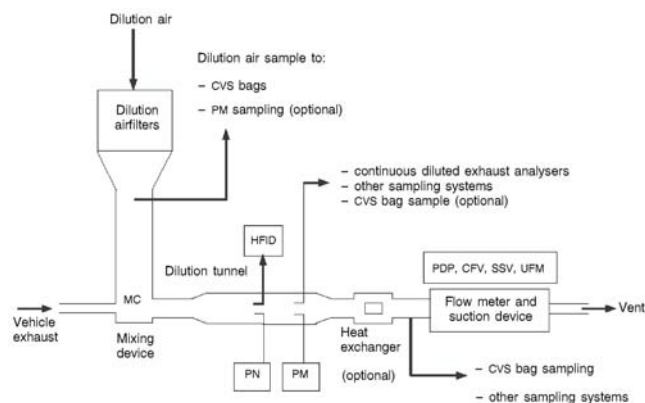 Dilution air
Dilution air sample to:
– CVS bags
– PM sampling (optional)
Dilution
airfilters
– continuous diluted exhaust analysers
– other sampling systems
– CVS bag sample (optional)
HFID
Dilution tunnel
PDP, CFV, SSV, UFM
MC
Flow meter and
suction device
Vent
Vehicle
exhaust
Mixing
device
Heat
exchanger
(optional)
PN
PM
– CVS bag sampling
– other sampling systems